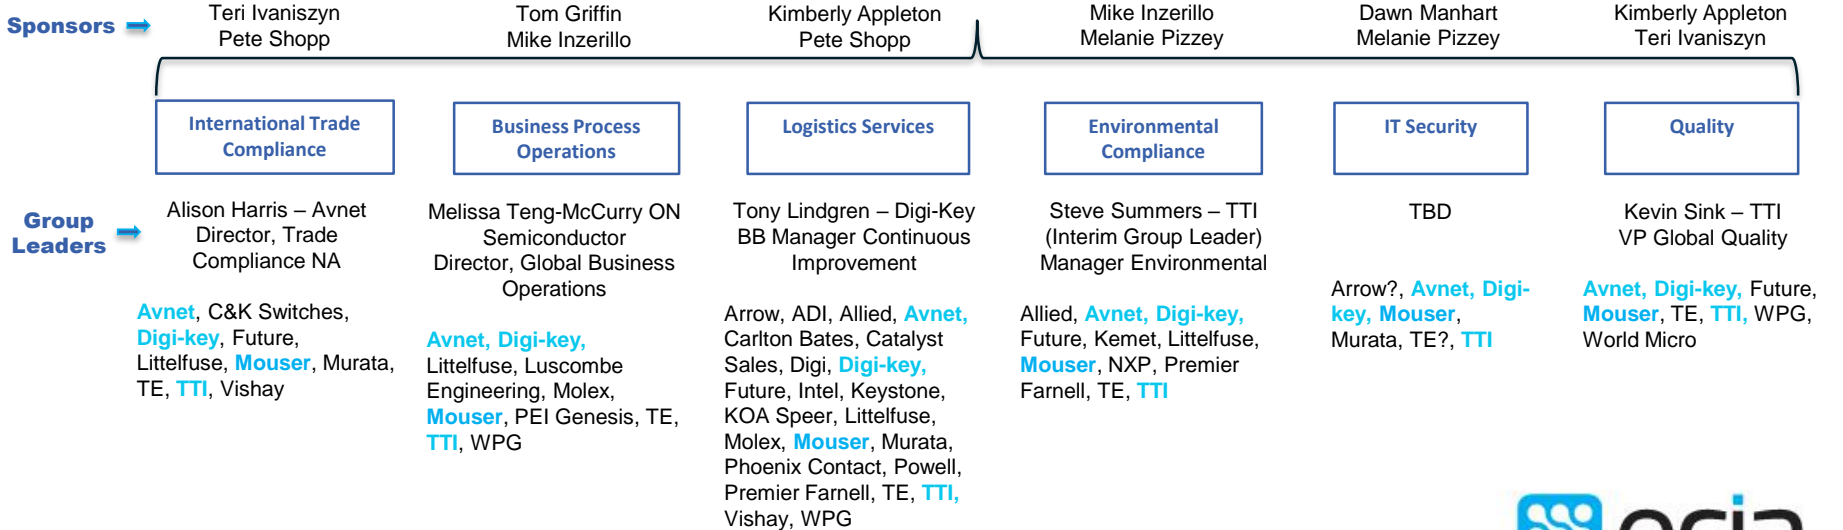 Sponsors
Teri Ivaniszyn
Pete Shopp
Tom Griffin
Mike Inzerillo
Kimberly Appleton
Pete Shopp
Mike Inzerillo
Melanie Pizzey
Dawn Manhart
Melanie Pizzey
Kimberly Appleton
Teri Ivaniszyn
International Trade
Compliance
Business Process
Operations
Logistics Services
Environmental
Compliance
IT Security
Quality
Group
Leaders
Alison Harris – Avnet
Director, Trade
Compliance NA
Avnet, C&K Switches,
Digi-key, Future,
Littelfuse, Mouser, Murata,
TE, TTI, Vishay
Melissa Teng-McCurry ON
Semiconductor
Director, Global Business
Operations
Avnet, Digi-key,
Littelfuse, Luscombe
Engineering, Molex,
Mouser, PEI Genesis, TE,
TTI, WPG
Tony Lindgren – Digi-Key
BB Manager Continuous
Improvement
Arrow, ADI, Allied, Avnet,
Carlton Bates, Catalyst
Sales, Digi, Digi-key,
Future, Intel, Keystone,
KOA Speer, Littelfuse,
Molex, Mouser, Murata,
Phoenix Contact, Powell,
Premier Farnell, TE, TTI,
Vishay, WPG
Steve Summers – TTI
(Interim Group Leader)
Manager Environmental
Allied, Avnet, Digi-key,
Future, Kemet, Littelfuse,
Mouser, NXP, Premier
Farnell, TE, TTI
TBD
Arrow?, Avnet, Digi-
key, Mouser,
Murata, TE?, TTI
Kevin Sink – TTI
VP Global Quality
Avnet, Digi-key, Future,
Mouser, TE, TTI, WPG,
World Micro
ecia